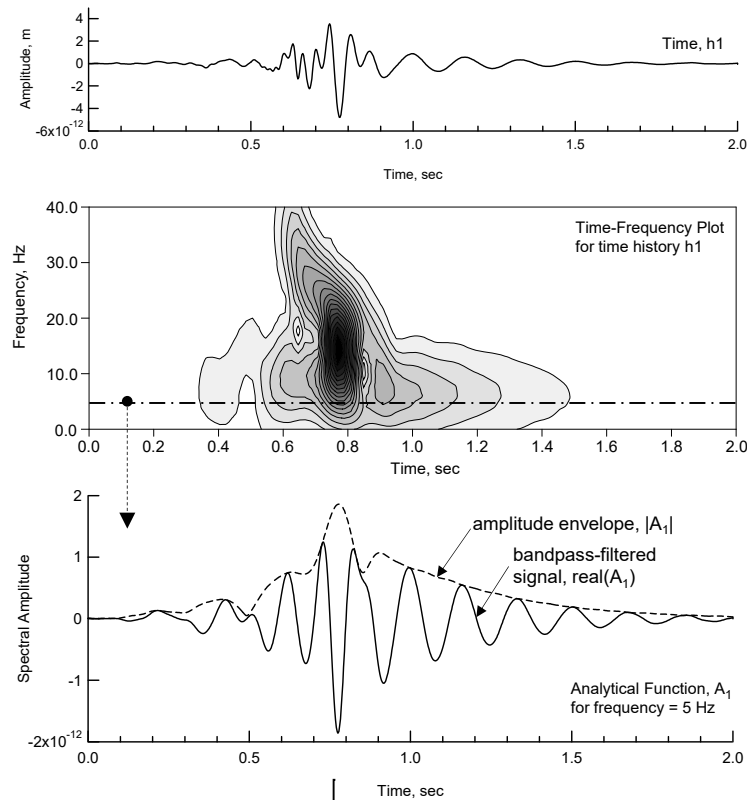 4
2
0
-2
-4
-6x10⁻¹²
Amplitude, m
Time, h1
0.0 0.5 1.0 1.5 2.0
Time, sec
40.0
30.0
20.0
10.0
0.0
Frequency, Hz
Time-Frequency Plot
for time history h1
0.0 0.2 0.4 0.6 0.8 1.0 1.2 1.4 1.6 1.8 2.0
Time, sec
2
1
0
-1
-2x10⁻¹²
Spectral Amplitude
amplitude envelope, |A₁|
bandpass-filtered
signal, real(A₁)
Analytical Function, A₁
for frequency = 5 Hz
0.0 0.5 1.0 1.5 2.0
Time, sec